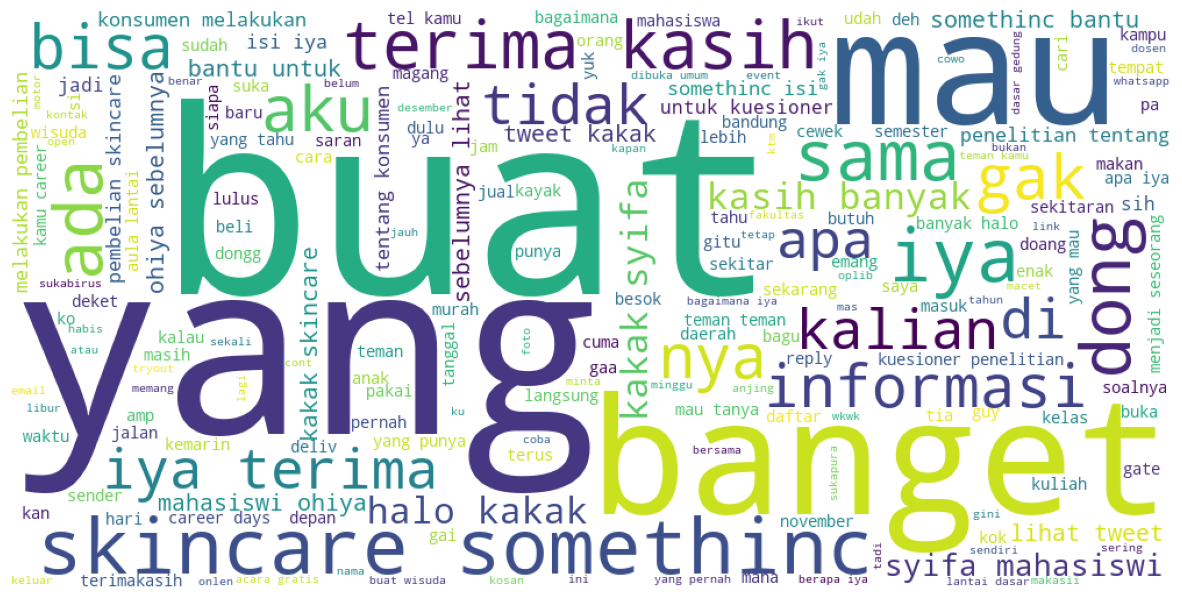 konsumen melakukan
tel kamu
bagaimana
mahasiswa
ikut
udah
deh
somethinc bantu
bisa
sudah
isi iya
terima kasih
orang
mau
cari
kampu
dosen
bantu untuk
yuk
dibuka umum
event
gak iya
cowo
dasar gedung
tempat
whatsapp
jadi
benar
suka
belum
magang
somethinc isi
motor
kontak
si
pembelian skincare
ohiya sebelumnya
baru
siapa
aku
desember
tidak
untuk kuesioner
pa
wisuda
open
yang tahu
saran
dulu
ya
tweet kakak
lebih
bandung
cewek
semester
penelitian tentang
cara
jam
kapan
ktm
bukan
teman kamu
melakukan pembelian
kamu career
aula lantai
ada
lulus
buat
tentang konsumen
sebelumnya lihat
jual
kayak
sama
kasih banyak
gak
makan
apa iya
beli
tahu
fakultas
butuh
banyak halo
sekitaran
sih
link
doang
dongg
jauh
punya
kakak syifa
gitu
tetap
apa
iya
dong
yang mau
menjadi seseorang
sukabirus
sekitar
emang
oplib
enak
deket
murah
besok
bagaimana iya
sekarang
saya
mas
masuk
tahun
macet
ko
habis
atau
yang
kakak skincare
foto
teman teman
daerah
bagu
kalian
di
kalau
sekali
masih
teman
tanggal
cuma
gaa
nya
reply
kuesioner penelitian
email
tryout
memang
lagi
cont
anak
pakai
langsung
minta
minggu
anjing
informasi
soalnya
libur
amp
ku
mau tanya
daftar
wkwk
tia
guy
kelas
buka
waktu
jalan
pernah
kemarin
yang punya
coba
terus
banget
bersama
sukapura
gate
iya terima
deliv
kuliah
sender
mahasiswi ohiya
halo kakak
kan
hari
career days
depan
gai
november
gini
kok
lihat tweet
sendiri
sering
skincare somethinc
tadi
syifa mahasiswi
keluar
terimakasih
onlen
acara gratis
nama
buat wisuda
kosan
ini
yang pernah
mana
berapa iya
lantai dasar
makasii